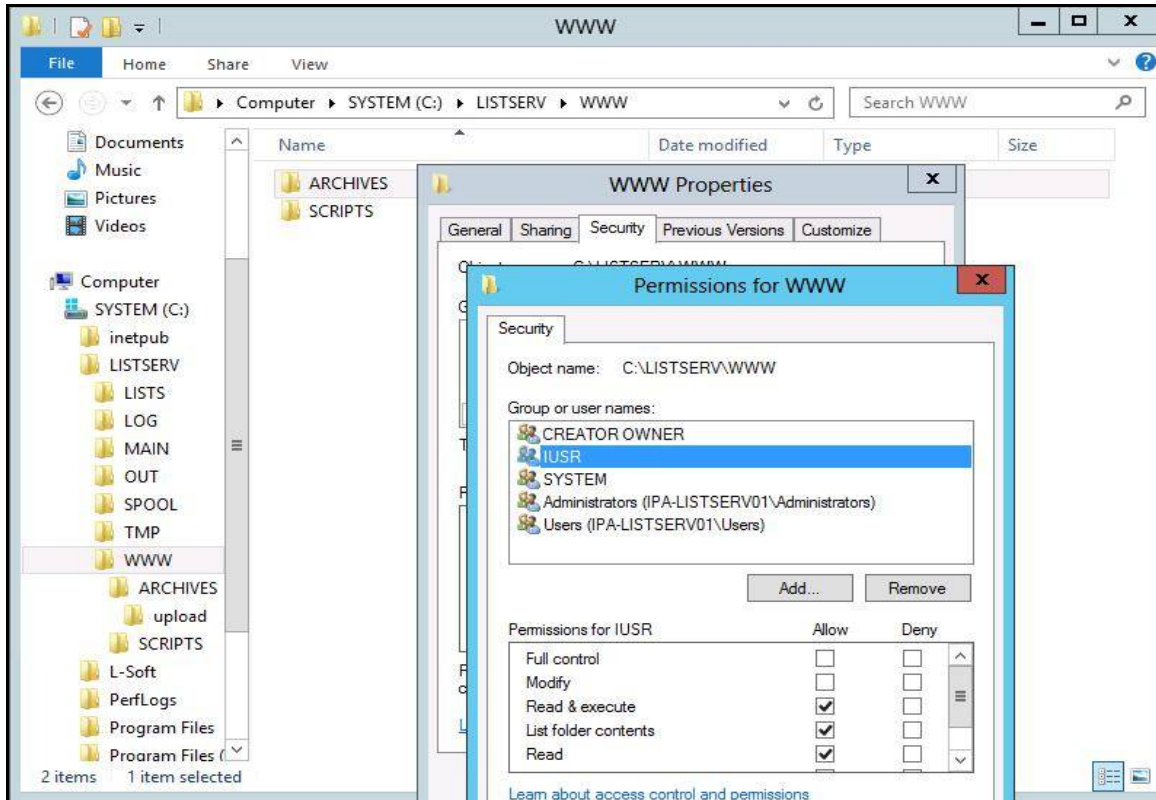 WWW
File Home Share View
Computer SYSTEM (C:) LISTSERV WWW Search WWW
Documents Name Date modified Type Size
Music
Pictures
Videos
ARCHIVES
SCRIPTS
Computer
SYSTEM (C:)
inetpub
LISTSERV
LISTS
LOG
MAIN
OUT
SPOOL
TMP
WWW
ARCHIVES
upload
SCRIPTS
L-Soft
PerfLogs
Program Files
Program Files (
2 items 1 item selected
WWW Properties
General Sharing Security Previous Versions Customize
Permissions for WWW
Security
Object name: C:\LISTSERV\WWW
Group or user names:
CREATOR OWNER
IUSR
SYSTEM
Administrators (IPA-LISTSERV01\Administrators)
Users (IPA-LISTSERV01\Users)
Add... Remove
Permissions for IUSR Allow Deny
Full control
Modify
Read & execute
List folder contents
Read
Learn about access control and permissions